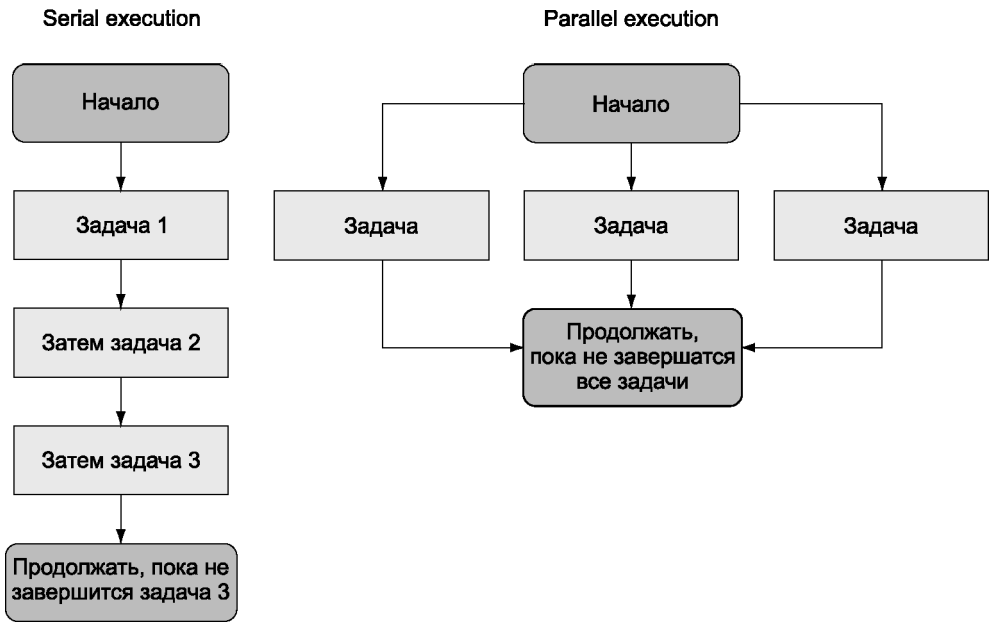 Serial execution
Начало
Задача 1
Затем задача 2
Затем задача 3
Продолжать, пока не
завершится задача 3
Parallel execution
Начало
Задача
Задача
Задача
Продолжать,
пока не завершатся
все задачи